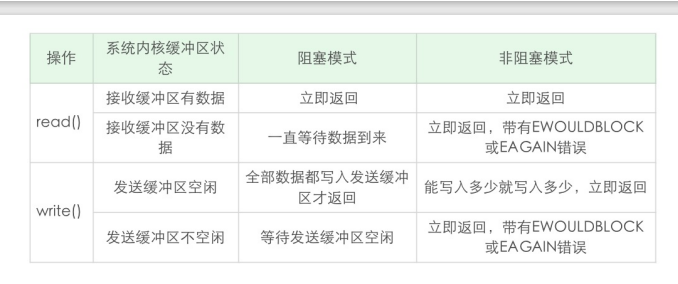 操作
系统内核缓冲区状
态
阻塞模式
非阻塞模式
read()
接收缓冲区有数据
立即返回
立即返回
接收缓冲区没有数
据
一直等待数据到来
立即返回，带有EWOULDBLOCK
或EAGAIN错误
write()
发送缓冲区空闲
全部数据都写入发送缓冲
区才返回
能写入多少就写入多少，立即返回
发送缓冲区不空闲
等待发送缓冲区空闲
立即返回，带有EWOULDBLOCK
或EAGAIN错误